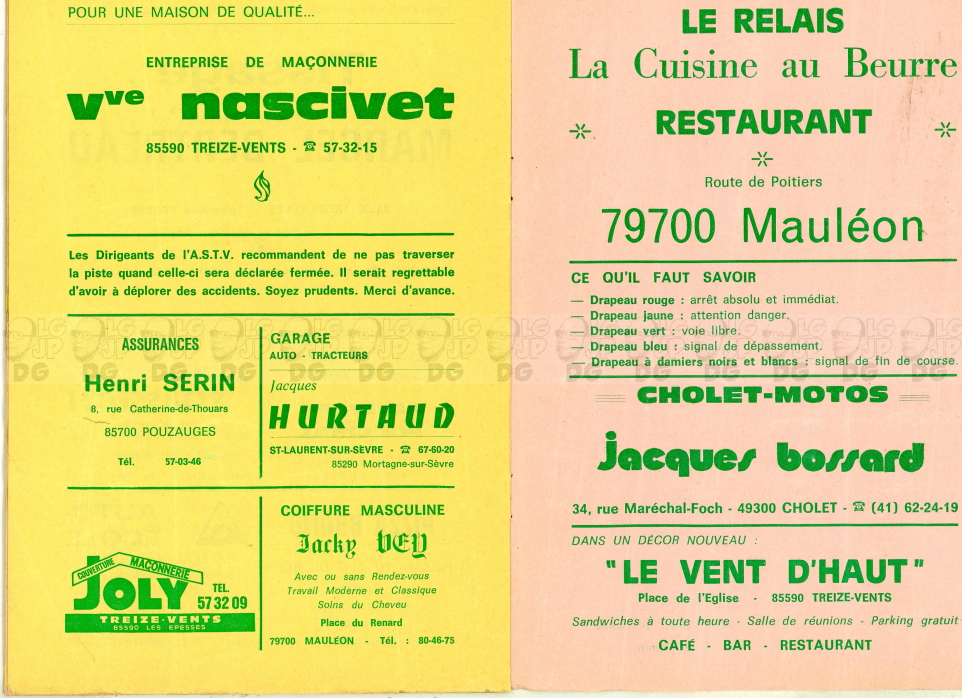 POUR UNE MAISON DE QUALITÉ...
ENTREPRISE DE MAÇONNERIE
Vve nascivet
85590 TREIZE-VENTS - ☎ 57-32-15
Les Dirigeants de l'A.S.T.V. recommandent de ne pas traverser
la piste quand celle-ci sera déclarée fermée. Il serait regrettable
d'avoir à déplorer des accidents. Soyez prudents. Merci d'avance.
ASSURANCES
Henri SERIN
8, rue Catherine-de-Thouars
85700 POUZAUGES
Tél. 57-03-46
GARAGE
AUTO - TRACTEURS
Jacques
HURTAUD
ST-LAURENT-SUR-SÈVRE - ☎ 67-60-20
85290 Mortagne-sur-Sèvre
COUVERTURE MAÇONNERIE
JOLY
TEL.
57 32 09
TREIZE-VENTS
85590 LES EPESSES
COIFFURE MASCULINE
Jacky VEY
Avec ou sans Rendez-vous
Travail Moderne et Classique
Soins du Cheveu
Place du Renard
79700 MAULÉON - Tél. : 80-46-75
LE RELAIS
La Cuisine au Beurre
RESTAURANT
Route de Poitiers
79700 Mauléon
CE QU'IL FAUT SAVOIR
— Drapeau rouge : arrêt absolu et immédiat.
— Drapeau jaune : attention danger.
— Drapeau vert : voie libre.
— Drapeau bleu : signal de dépassement.
— Drapeau à damiers noirs et blancs : signal de fin de course.
CHOLET-MOTOS
jacques bossard
34, rue Maréchal-Foch - 49300 CHOLET - ☎ (41) 62-24-19
DANS UN DÉCOR NOUVEAU :
"LE VENT D'HAUT"
Place de l'Eglise - 85590 TREIZE-VENTS
Sandwiches à toute heure - Salle de réunions - Parking gratuit
CAFÉ - BAR - RESTAURANT